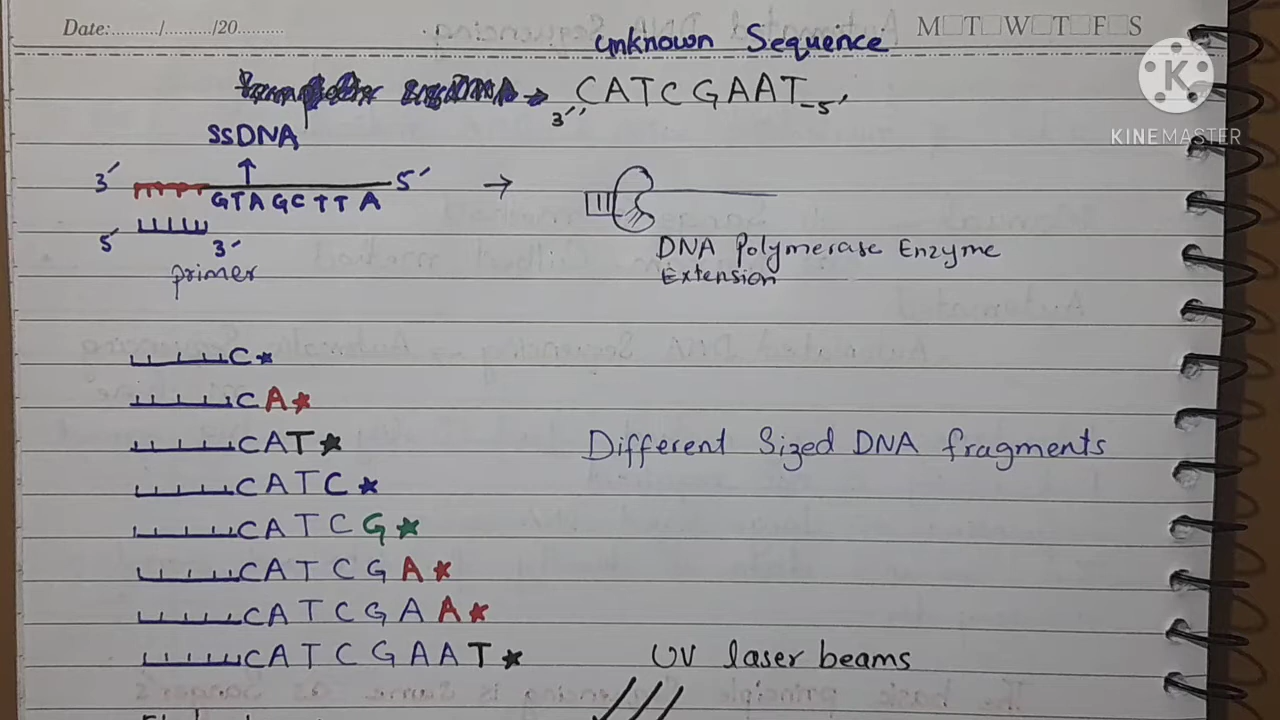 Date:........../........../20..........
M T W T F S
Unknown Sequence
K
KINEMASTER
3' CATCGAAT-5'
SSDNA
3' 5'
GTAGCTTA
5' 3'
primer
DNA Polymerase Enzyme
Extension
C
CA
CAT
Different Sized DNA fragments
CATC
CATCG
CATCGA
CATCGAA
CATCGAAT
UV laser beams